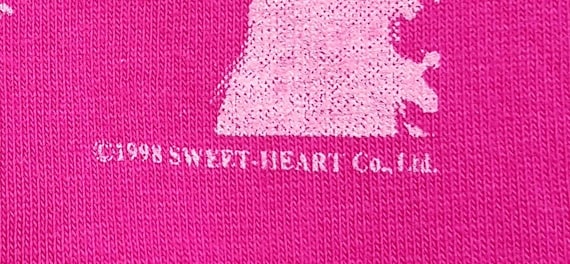 ©1998 SWEET-HEART Co., Ltd.